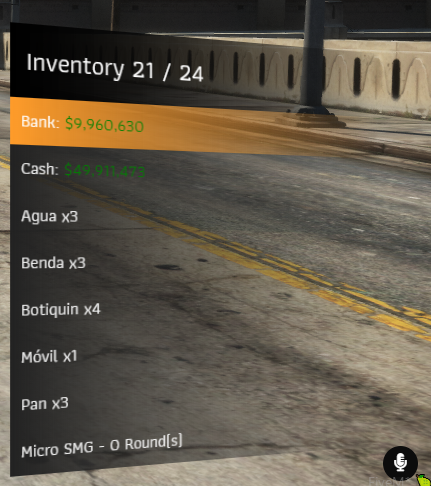 Inventory 21 / 24
Bank: $9,960,630
Cash: $49,911,473
Agua x3
Benda x3
Botiquin x4
Móvil x1
Pan x3
Micro SMG - 0 Round[s]